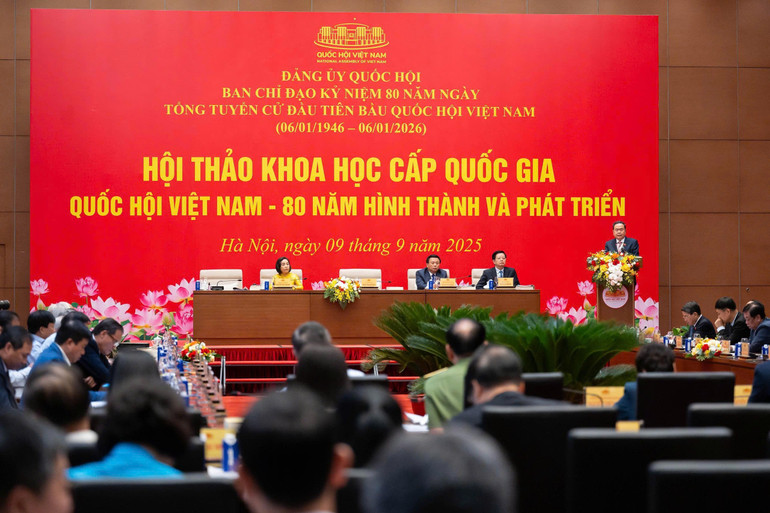 QUỐC HỘI VIỆT NAM
NATIONAL ASSEMBLY OF VIET NAM
ĐẢNG ỦY QUỐC HỘI
BAN CHỈ ĐẠO KỶ NIỆM 80 NĂM NGÀY
TỔNG TUYỂN CỬ ĐẦU TIÊN BẦU QUỐC HỘI VIỆT NAM
(06/01/1946 – 06/01/2026)
HỘI THẢO KHOA HỌC CẤP QUỐC GIA
QUỐC HỘI VIỆT NAM - 80 NĂM HÌNH THÀNH VÀ PHÁT TRIỂN
Hà Nội, ngày 09 tháng 9 năm 2025